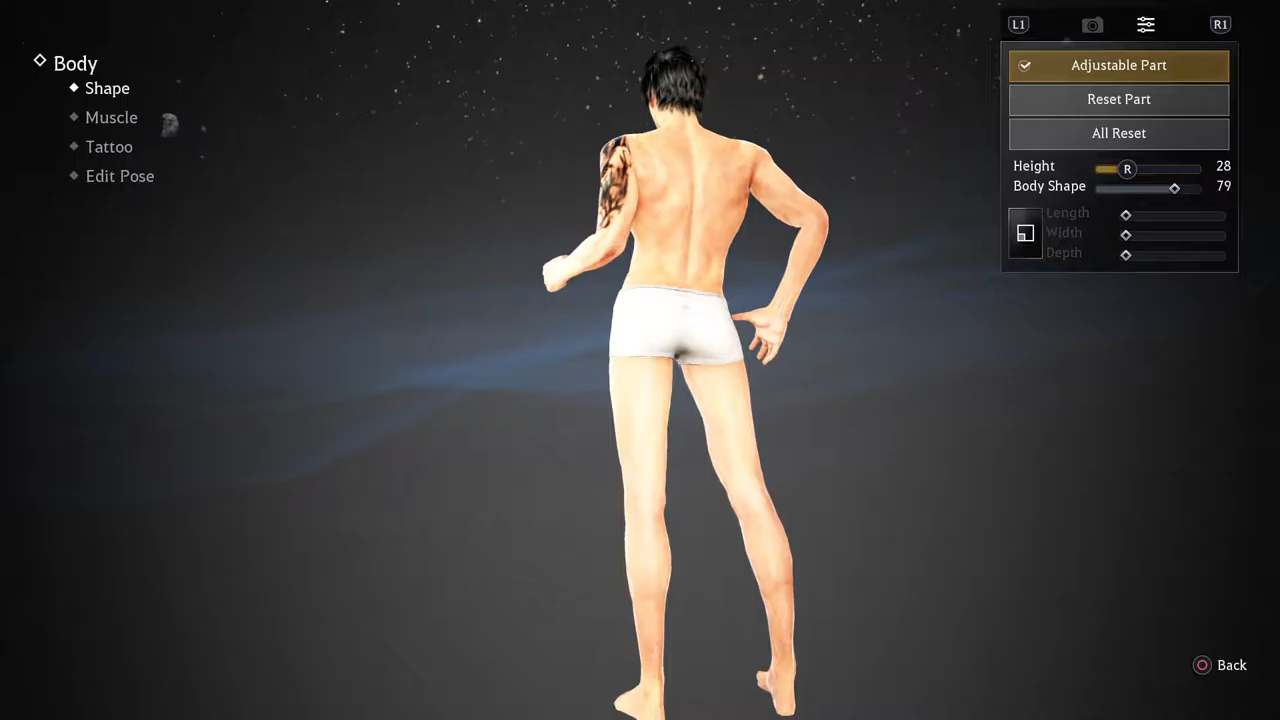 Body
Shape
Muscle
Tattoo
Edit Pose
L1 R1
Adjustable Part
Reset Part
All Reset
Height R 28
Body Shape 79
Length
Width
Depth
Back